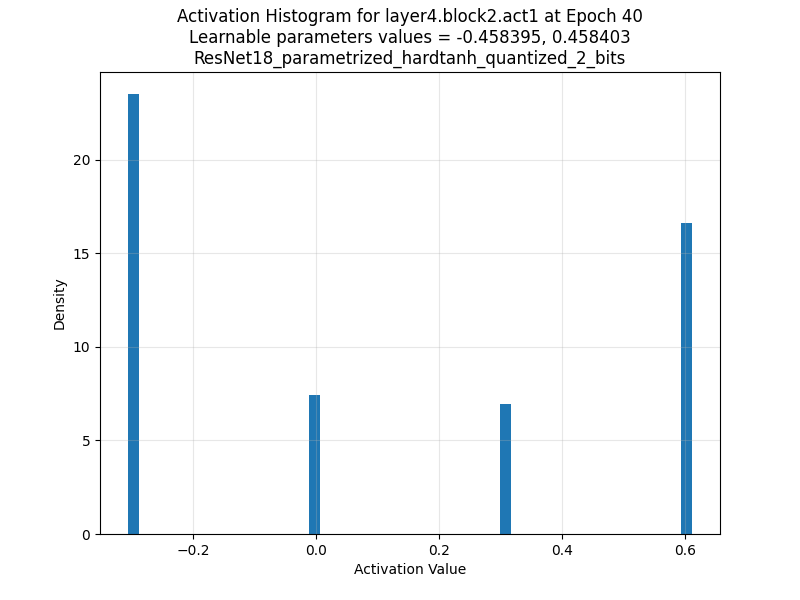 Activation Histogram for layer4.block2.act1 at Epoch 40
Learnable parameters values = -0.458395, 0.458403
ResNet18_parametrized_hardtanh_quantized_2_bits
20
15
10
5
0
Density
−0.2
0.0
0.2
0.4
0.6
Activation Value